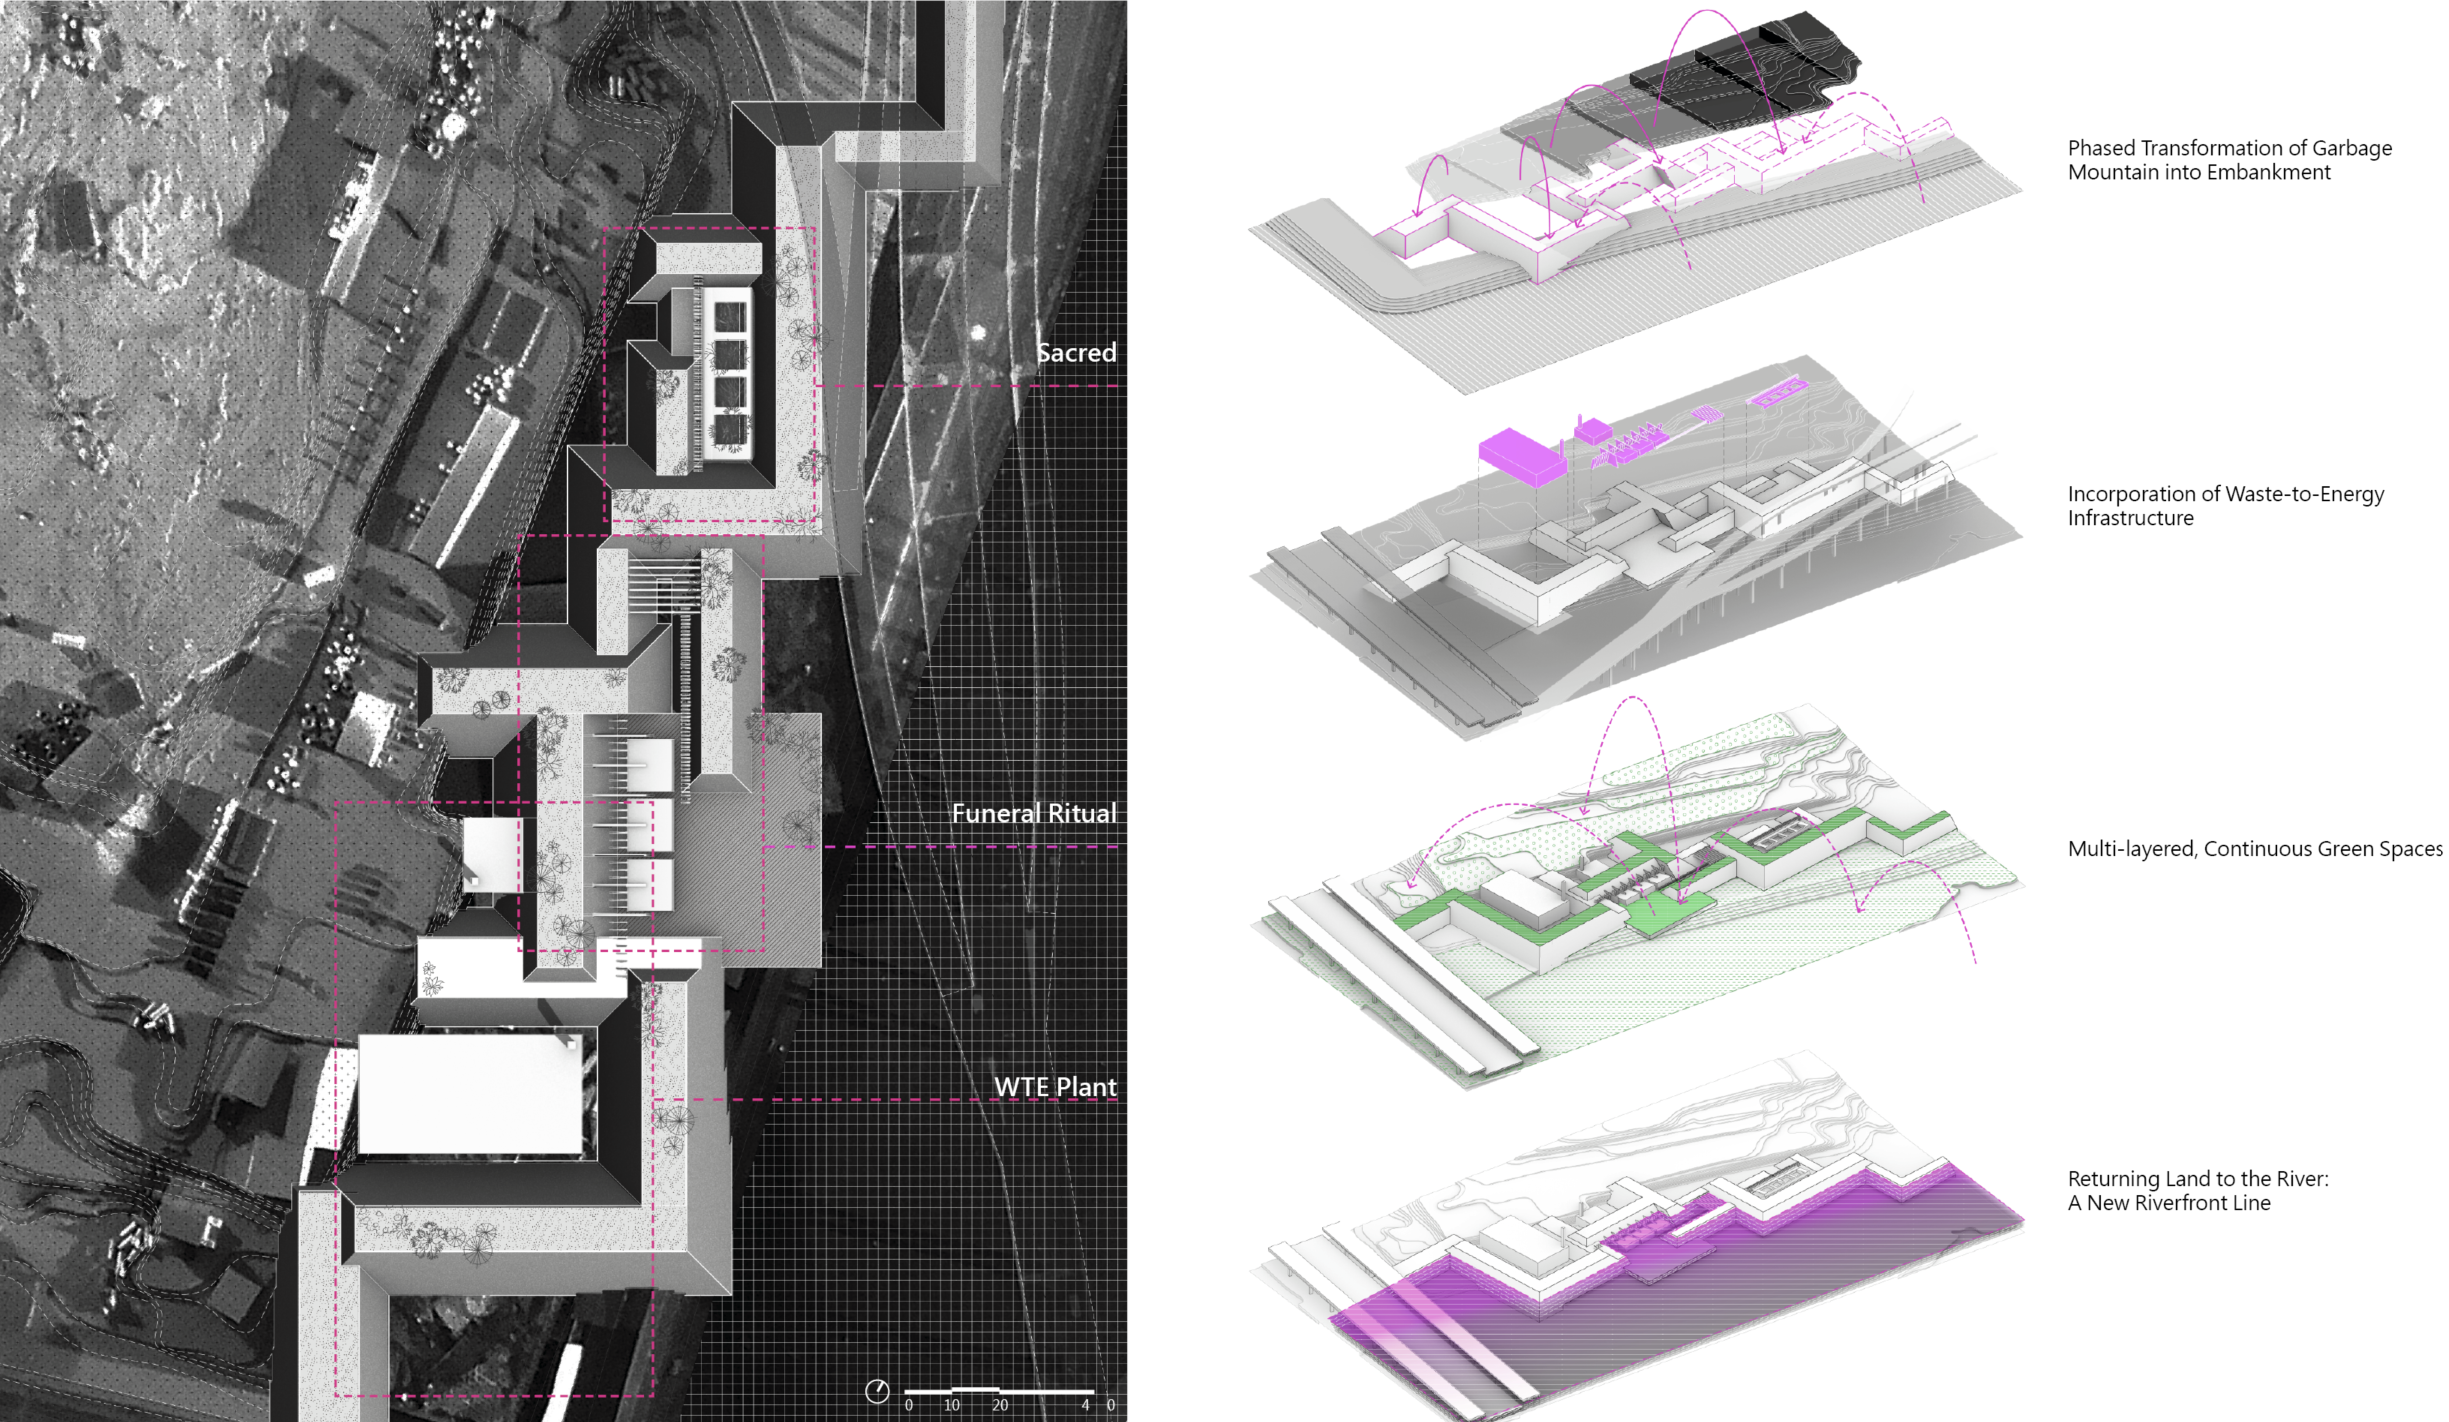 Sacred
Funeral Ritual
WTE Plant
0 10 20 4 0
Phased Transformation of Garbage
Mountain into Embankment
Incorporation of Waste-to-Energy
Infrastructure
Multi-layered, Continuous Green Spaces
Returning Land to the River:
A New Riverfront Line